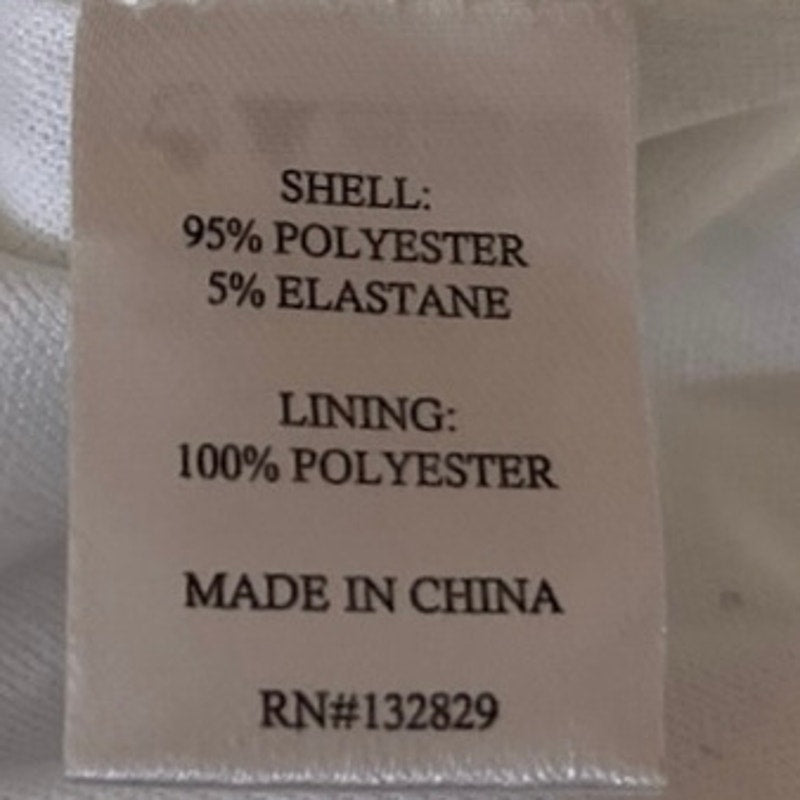 SHELL:
95% POLYESTER
5% ELASTANE
LINING:
100% POLYESTER
MADE IN CHINA
RN#132829